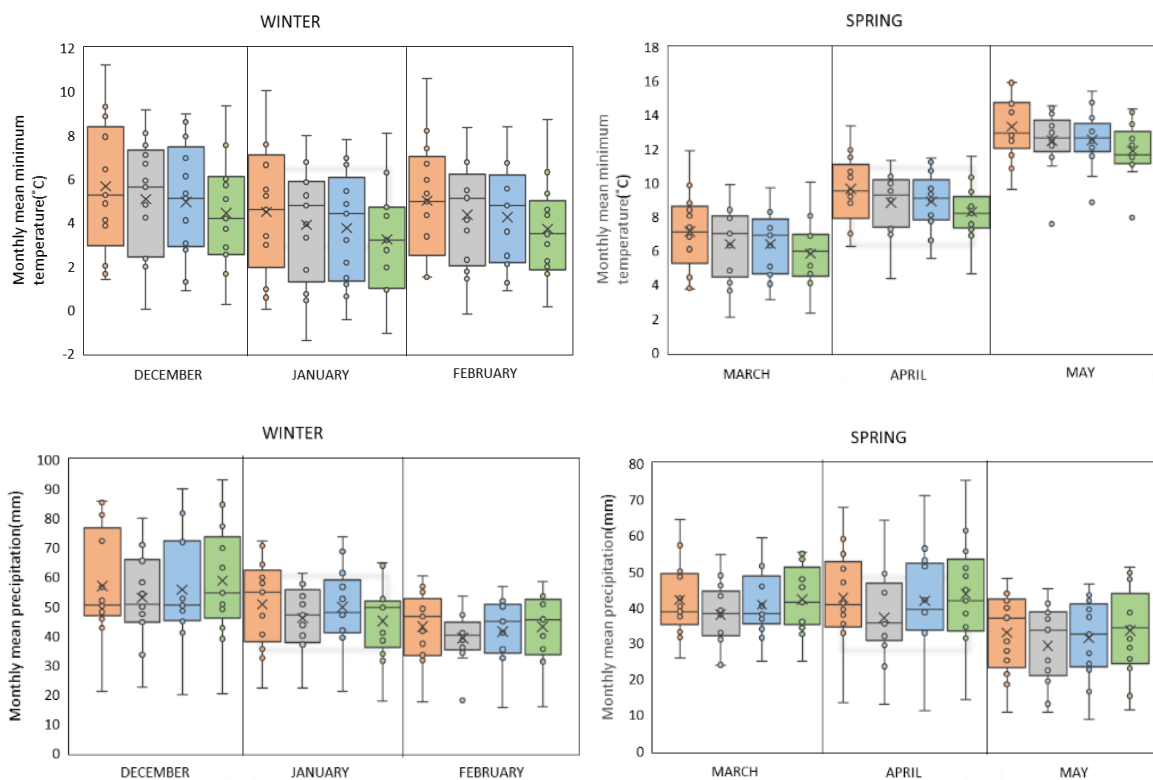 WINTER
Monthly mean minimum
temperature(˚C)
12
10
8
6
4
2
0
-2
DECEMBER JANUARY FEBRUARY
SPRING
Monthly mean minimum
temperature(˚C)
18
16
14
12
10
8
6
4
2
0
MARCH APRIL MAY
WINTER
Monthly mean precipitation(mm)
100
90
80
70
60
50
40
30
20
10
0
DECEMBER JANUARY FEBRUARY
SPRING
Monthly mean precipitation(mm)
80
70
60
50
40
30
20
10
0
MARCH APRIL MAY